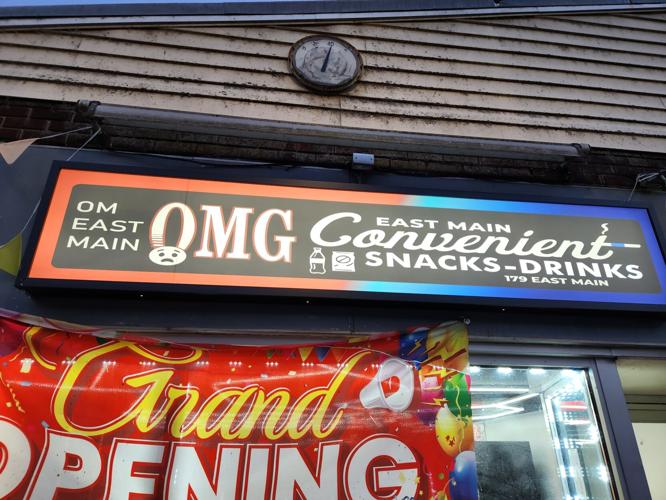 OM
EAST
MAIN
OMG
EAST MAIN
Convenient
SNACKS-DRINKS
179 EAST MAIN
Grand
OPENING